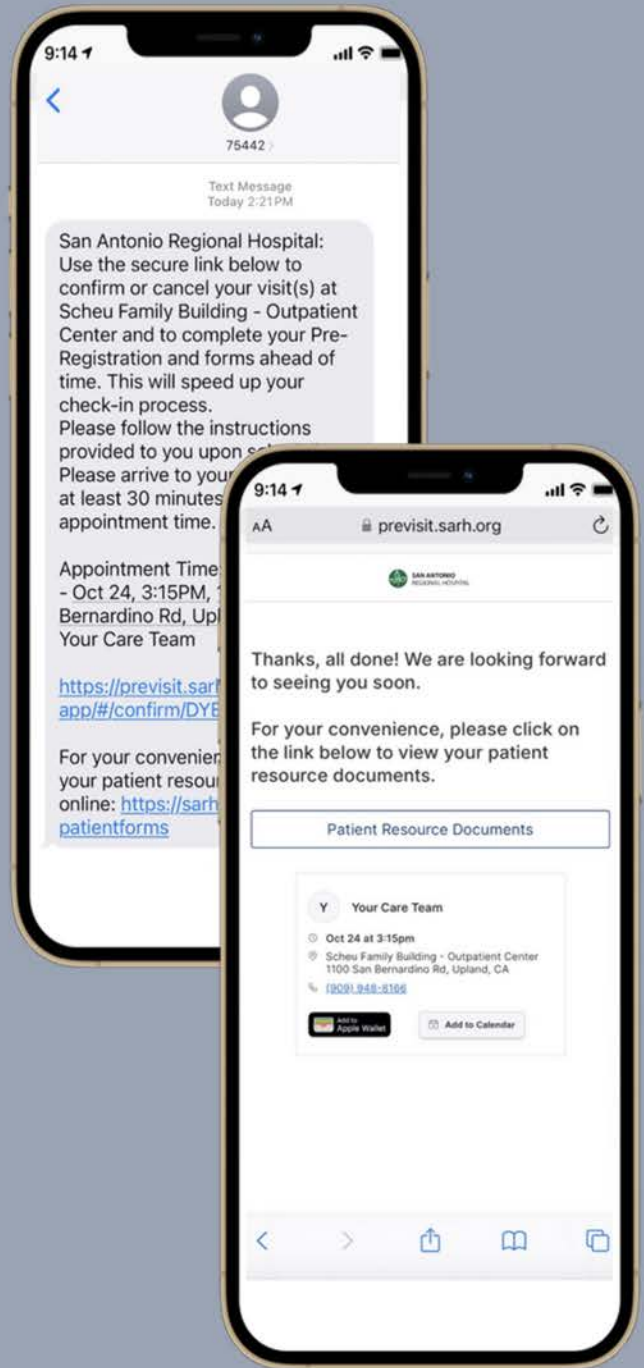 9:14
75442
Text Message
Today 2:21PM
San Antonio Regional Hospital:
Use the secure link below to
confirm or cancel your visit(s) at
Scheu Family Building - Outpatient
Center and to complete your Pre-
Registration and forms ahead of
time. This will speed up your
check-in process.
Please follow the instructions
provided to you upon
Please arrive to your
at least 30 minutes
appointment time.
Appointment Time
- Oct 24, 3:15PM,
Bernardino Rd,
Your Care Team
https://previsit.
app/#/confirm/
For your
your patient
online: https://sarh
patientforms
9:14
AA previsit.sarh.org
SAN ANTONIO
REGIONAL HOSPITAL
Thanks, all done! We are looking forward
to seeing you soon.
For your convenience, please click on
the link below to view your patient
resource documents.
Patient Resource Documents
Y Your Care Team
Oct 24 at 3:15pm
Scheu Family Building - Outpatient Center
1100 San Bernardino Rd, Upland, CA
(909) 948-8166
Add to
Apple Wallet
Add to Calendar